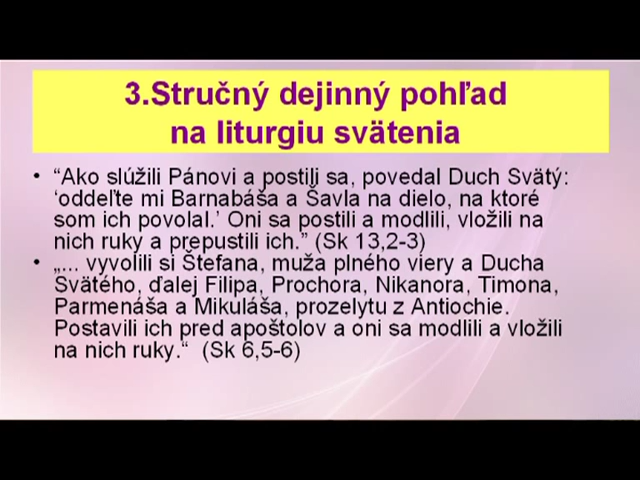 3.Stručný dejinný pohľad
na liturgiu svätenia
• “Ako slúžili Pánovi a postili sa, povedal Duch Svätý:
‘oddeľte mi Barnabáša a Šavla na dielo, na ktoré
som ich povolal.’ Oni sa postili a modlili, vložili na
nich ruky a prepustili ich.” (Sk 13,2-3)
• „... vyvolili si Štefana, muža plného viery a Ducha
Svätého, ďalej Filipa, Prochora, Nikanora, Timona,
Parmenáša a Mikuláša, prozelytu z Antiochie.
Postavili ich pred apoštolov a oni sa modlili a vložili
na nich ruky.“ (Sk 6,5-6)